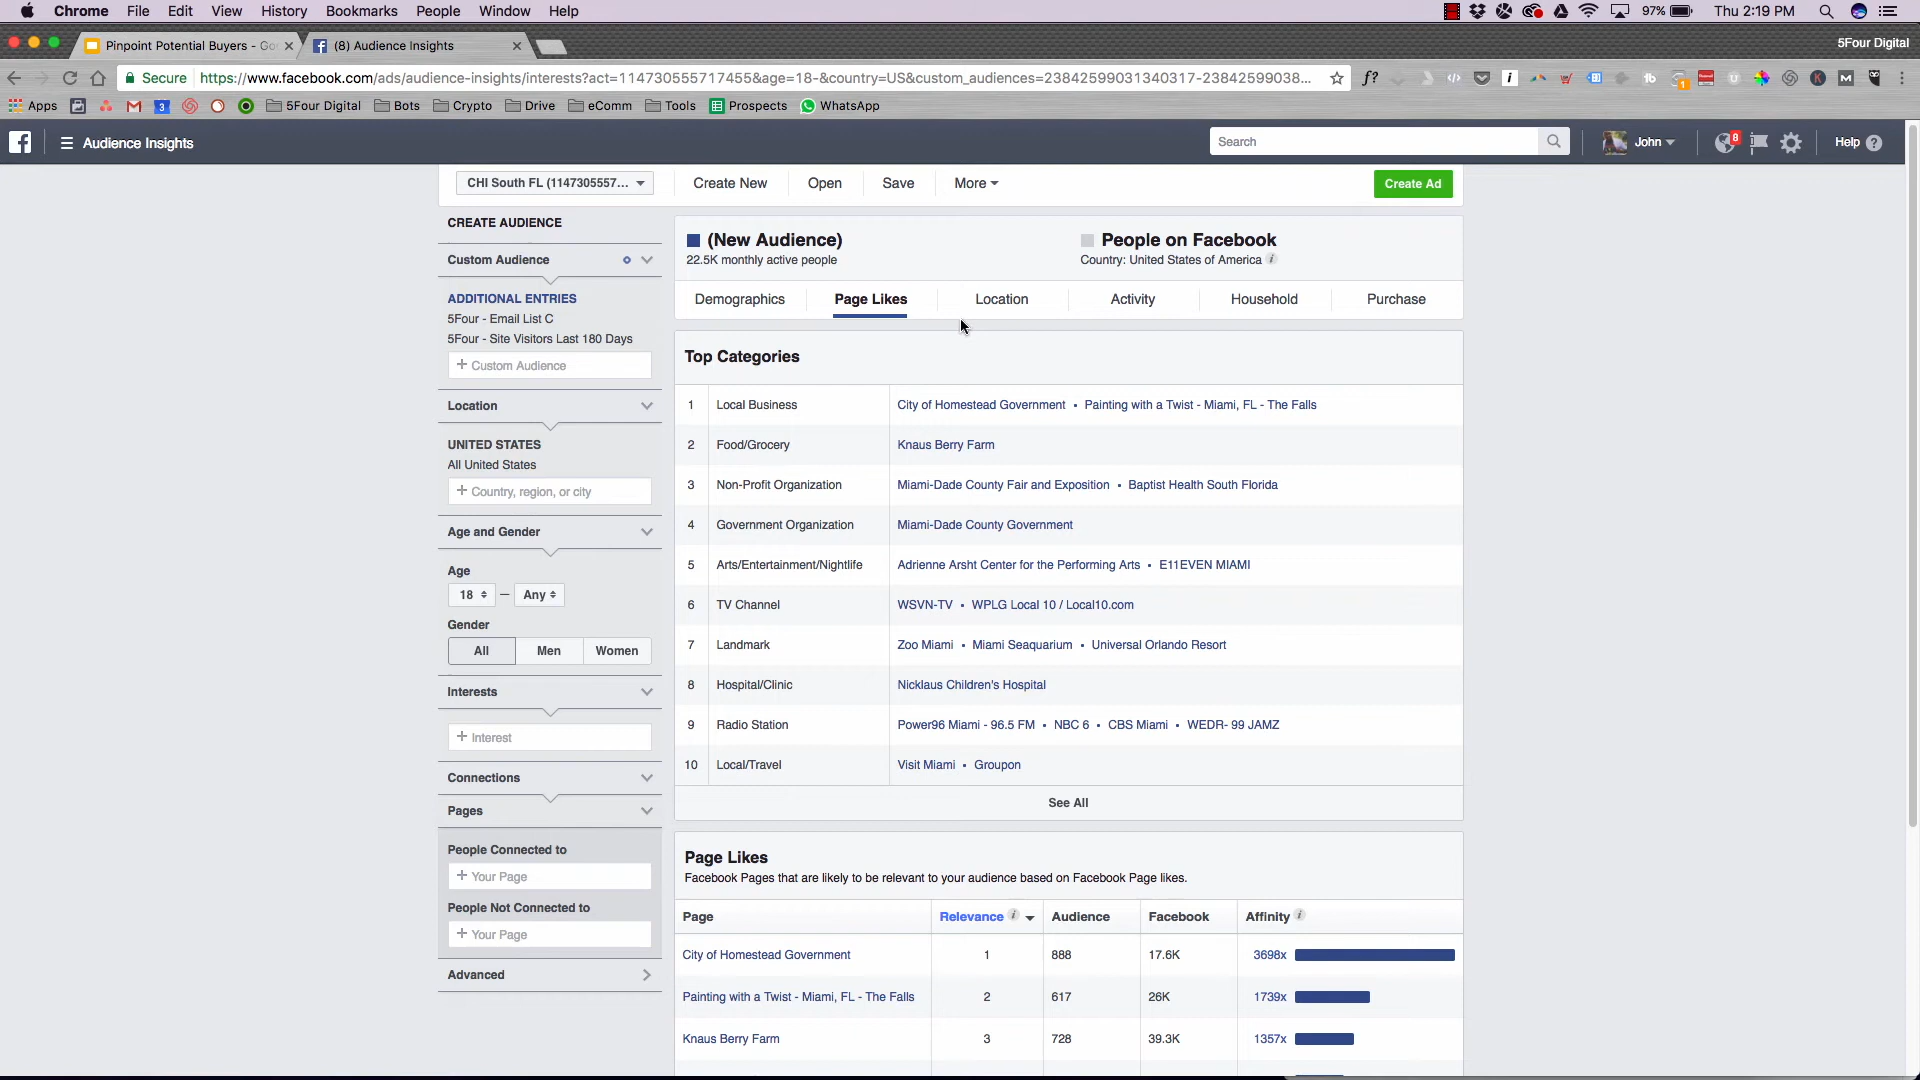 Chrome File Edit View History Bookmarks People Window Help 97% Thu 2:19 PM
Pinpoint Potential Buyers - Go (8) Audience Insights 5Four Digital
Secure https://www.facebook.com/ads/audience-insights/interests?act=114730555717455&age=18-&country=US&custom_audiences=23842599031340317-23842599038...
Apps 5Four Digital Bots Crypto Drive eComm Tools Prospects WhatsApp
Audience Insights Search John 8 Help
CHI South FL (1147305557... Create New Open Save More Create Ad
CREATE AUDIENCE
Custom Audience
ADDITIONAL ENTRIES
5Four - Email List C
5Four - Site Visitors Last 180 Days
+ Custom Audience
Location
UNITED STATES
All United States
+ Country, region, or city
Age and Gender
Age
18 — Any
Gender
All Men Women
Interests
+ Interest
Connections
Pages
People Connected to
+ Your Page
People Not Connected to
+ Your Page
Advanced
(New Audience)
22.5K monthly active people
People on Facebook
Country: United States of America
Demographics Page Likes Location Activity Household Purchase
Top Categories
1 Local Business City of Homestead Government • Painting with a Twist - Miami, FL - The Falls
2 Food/Grocery Knaus Berry Farm
3 Non-Profit Organization Miami-Dade County Fair and Exposition • Baptist Health South Florida
4 Government Organization Miami-Dade County Government
5 Arts/Entertainment/Nightlife Adrienne Arsht Center for the Performing Arts • E11EVEN MIAMI
6 TV Channel WSVN-TV • WPLG Local 10 / Local10.com
7 Landmark Zoo Miami • Miami Seaquarium • Universal Orlando Resort
8 Hospital/Clinic Nicklaus Children's Hospital
9 Radio Station Power96 Miami - 96.5 FM • NBC 6 • CBS Miami • WEDR- 99 JAMZ
10 Local/Travel Visit Miami • Groupon
See All
Page Likes
Facebook Pages that are likely to be relevant to your audience based on Facebook Page likes.
Page Relevance Audience Facebook Affinity
City of Homestead Government 1 888 17.6K 3698x
Painting with a Twist - Miami, FL - The Falls 2 617 26K 1739x
Knaus Berry Farm 3 728 39.3K 1357x